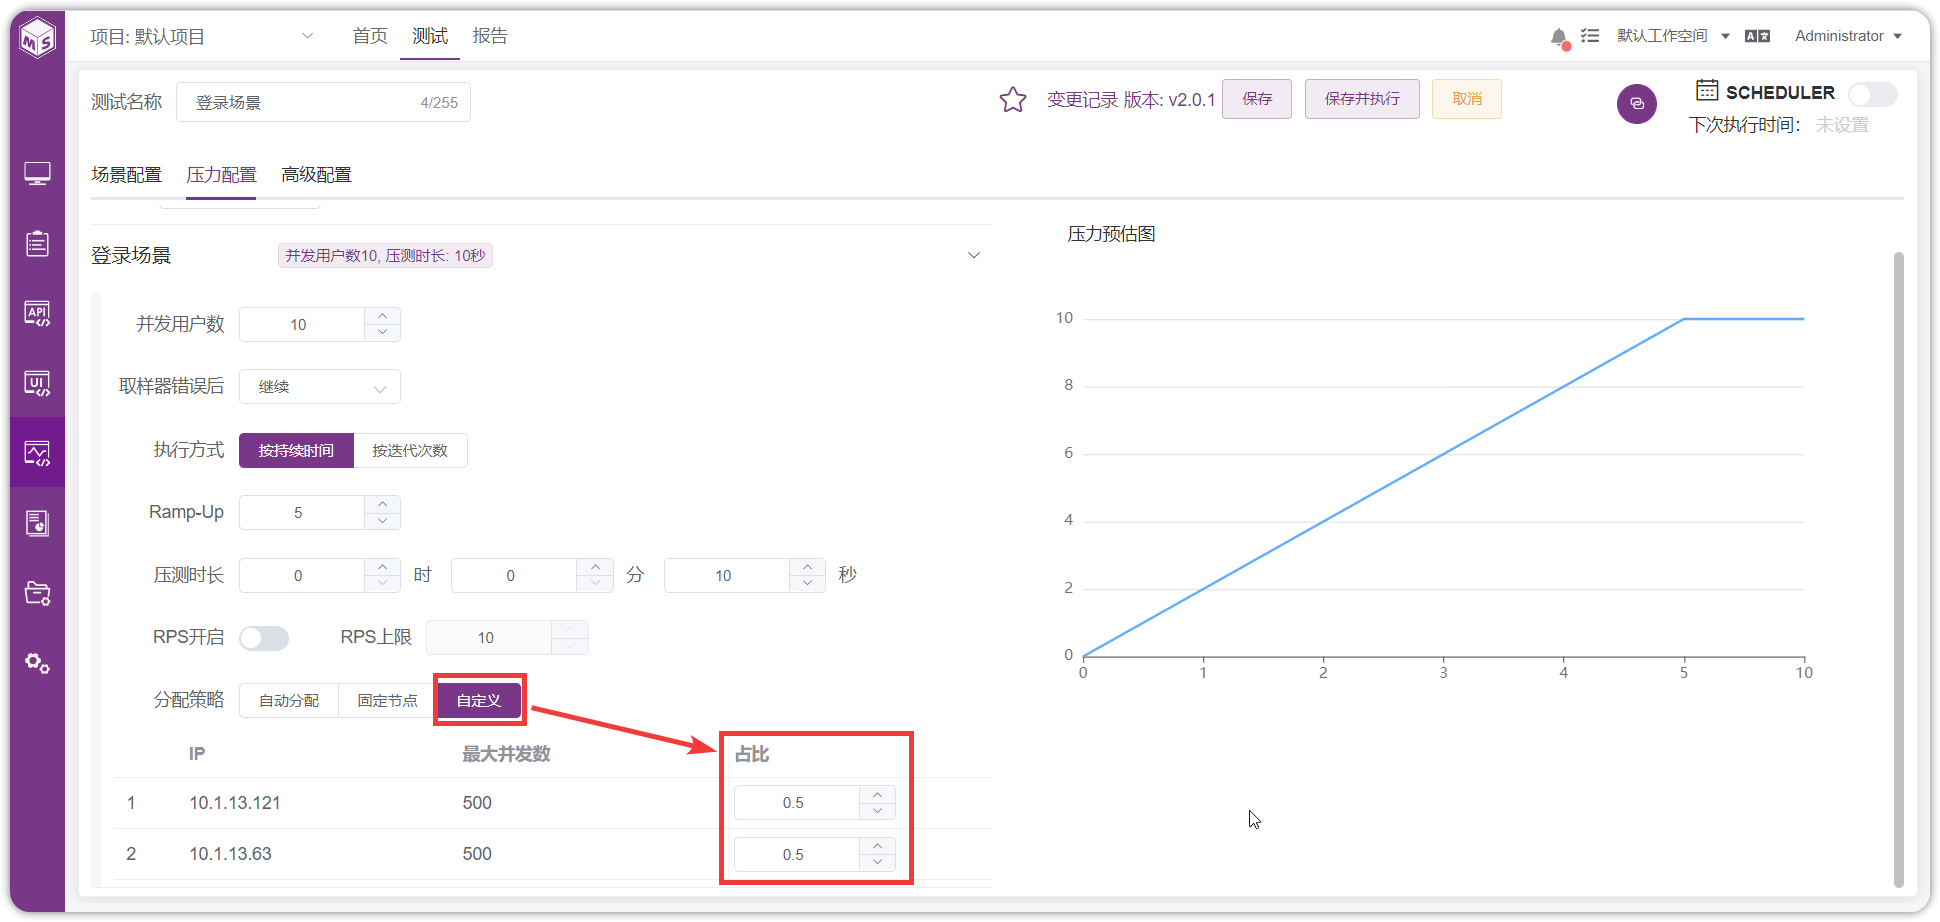 MS
项目: 默认项目
首页
测试
报告
默认工作空间
Administrator
测试名称
登录场景
4/255
变更记录 版本: v2.0.1
保存
保存并执行
取消
SCHEDULER
下次执行时间：
未设置
场景配置
压力配置
高级配置
登录场景
并发用户数10, 压测时长: 10秒
压力预估图
并发用户数
10
取样器错误后
继续
执行方式
按持续时间
按迭代次数
Ramp-Up
5
压测时长
0
时
0
分
10
秒
RPS开启
RPS上限
10
分配策略
自动分配
固定节点
自定义
IP
最大并发数
占比
1
10.1.13.121
500
0.5
2
10.1.13.63
500
0.5
10
8
6
4
2
0
0
1
2
3
4
5
10
API
UI